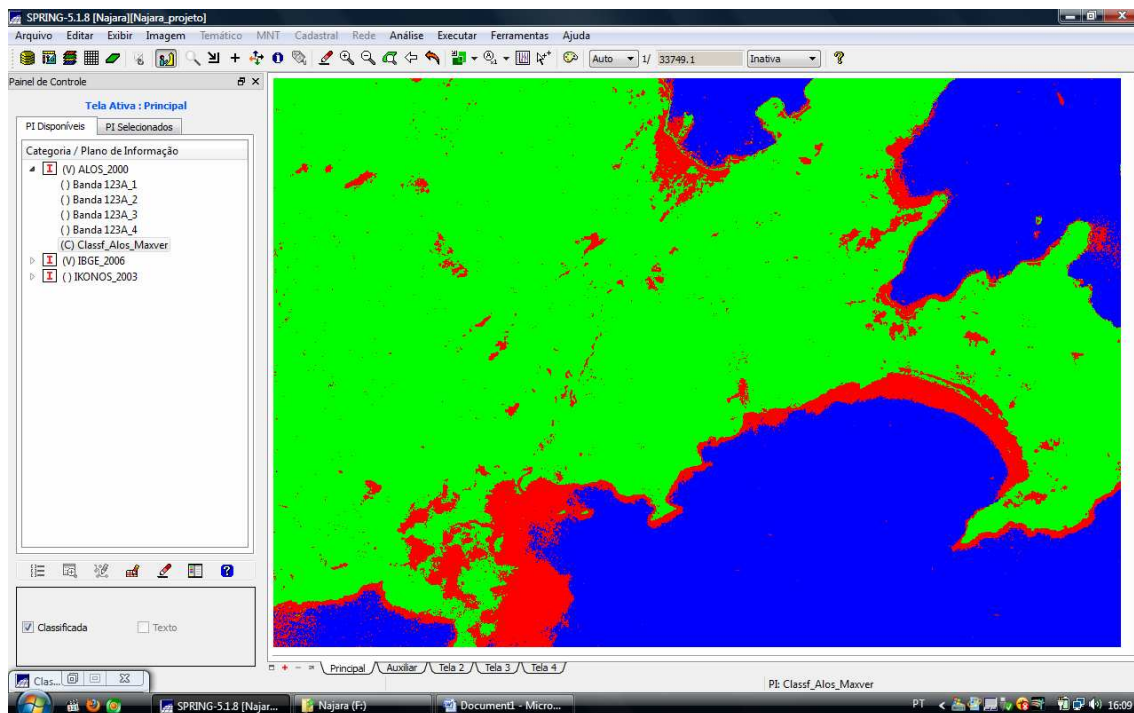 SPRING-5.1.8 [Najara][Najara_projeto]
Arquivo Editar Exibir Imagem Temático MNT Cadastral Rede Análise Executar Ferramentas Ajuda
Auto 1/ 33749.1 Inativa
Painel de Controle
Tela Ativa : Principal
PI Disponíveis PI Selecionados
Categoria / Plano de Informação
(V) ALOS_2000
() Banda 123A_1
() Banda 123A_2
() Banda 123A_3
() Banda 123A_4
(C) Classf_Alos_Maxver
(V) IBGE_2006
() IKONOS_2003
Classificada Texto
Principal Auxiliar Tela 2 Tela 3 Tela 4
Clas...
PI: Classf_Alos_Maxver
SPRING-5.1.8 [Najar... Najara (F:) Document1 - Micro... PT 16:09